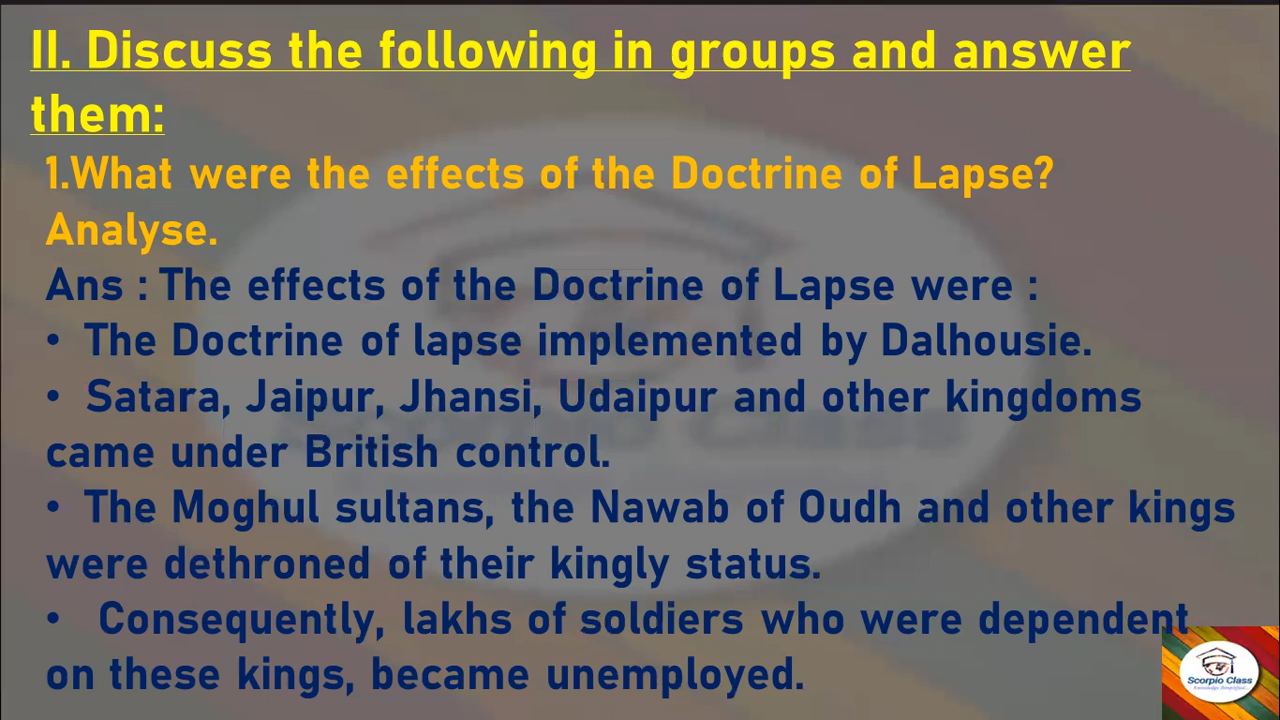 II. Discuss the following in groups and answer
them:
1.What were the effects of the Doctrine of Lapse?
Analyse.
Ans : The effects of the Doctrine of Lapse were :
• The Doctrine of lapse implemented by Dalhousie.
• Satara, Jaipur, Jhansi, Udaipur and other kingdoms
came under British control.
• The Moghul sultans, the Nawab of Oudh and other kings
were dethroned of their kingly status.
• Consequently, lakhs of soldiers who were dependent
on these kings, became unemployed.
Scorpio Class